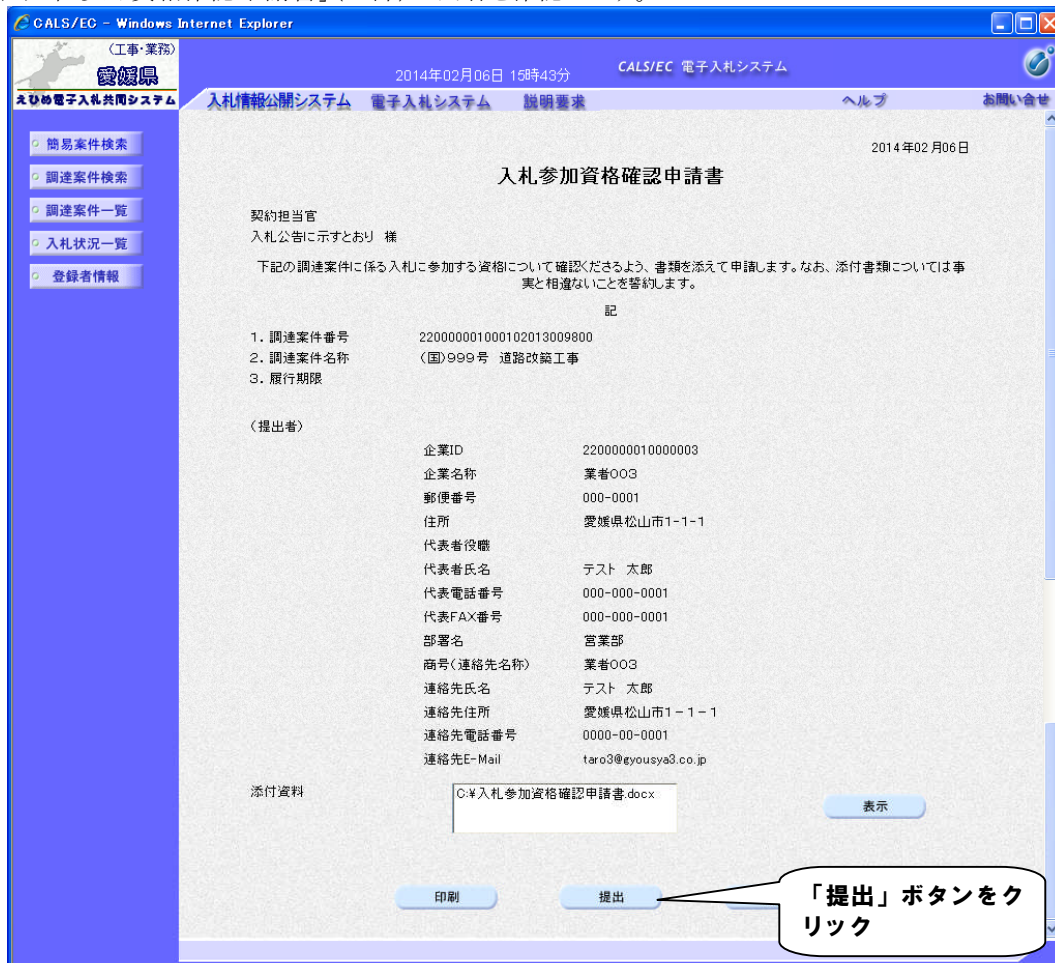 CALS/EC - Windows Internet Explorer
（工事･業務）
愛媛県
えひめ電子入札共同システム
2014年02月06日 15時43分
CALS/EC 電子入札システム
入札情報公開システム 電子入札システム 説明要求 ヘルプ お問い合せ
簡易案件検索
調達案件検索
調達案件一覧
入札状況一覧
登録者情報
2014年02月06日
入札参加資格確認申請書
契約担当官
入札公告に示すとおり 様
下記の調達案件に係る入札に参加する資格について確認くださるよう、書類を添えて申請します。なお、添付書類については事
実と相違ないことを誓約します。
記
1．調達案件番号 2200000010001020130​09800
2．調達案件名称 （国）999号 道路改築工事
3．履行期限
（提出者）
企業ID 2200000010000003
企業名称 業者003
郵便番号 000-0001
住所 愛媛県松山市1-1-1
代表者役職
代表者氏名 テスト 太郎
代表電話番号 000-000-0001
代表FAX番号 000-000-0001
部署名 営業部
商号（連絡先名称） 業者003
連絡先氏名 テスト 太郎
連絡先住所 愛媛県松山市1－1－1
連絡先電話番号 0000-00-0001
連絡先E-Mail taro3@gyousya3.co.jp
添付資料 C:¥入札参加資格確認申請書.docx 表示
印刷 提出
「提出」ボタンをク
リック